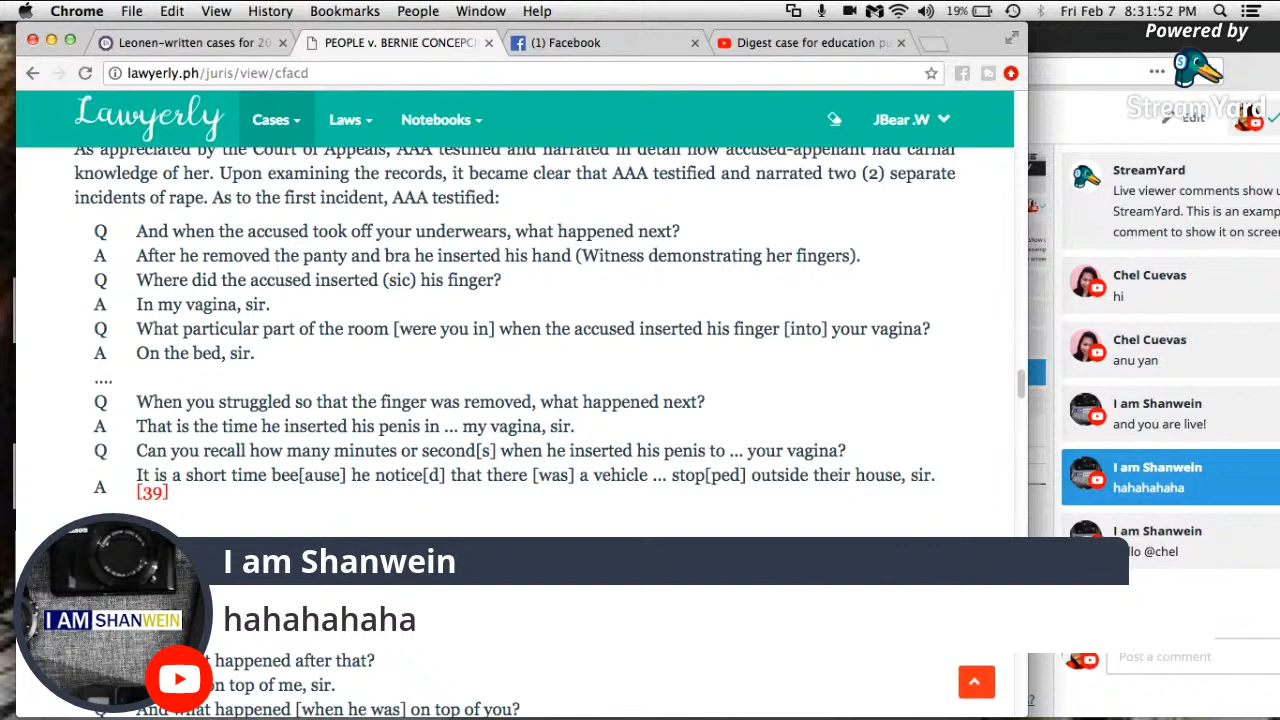 Chrome File Edit View History Bookmarks People Window Help 19% Fri Feb 7 8:31:52 PM
Powered by
StreamYard
Leonen-written cases for 20 PEOPLE v. BERNIE CONCEPC (1) Facebook Digest case for education pu
lawyerly.ph/juris/view/cfacd
Lawyerly Cases Laws Notebooks JBear .W
Edit
As appreciated by the Court of Appeals, AAA testified and narrated in detail how accused-appellant had carnal
knowledge of her. Upon examining the records, it became clear that AAA testified and narrated two (2) separate
incidents of rape. As to the first incident, AAA testified:
Q And when the accused took off your underwears, what happened next?
A After he removed the panty and bra he inserted his hand (Witness demonstrating her fingers).
Q Where did the accused inserted (sic) his finger?
A In my vagina, sir.
Q What particular part of the room [were you in] when the accused inserted his finger [into] your vagina?
A On the bed, sir.
....
Q When you struggled so that the finger was removed, what happened next?
A That is the time he inserted his penis in ... my vagina, sir.
Q Can you recall how many minutes or second[s] when he inserted his penis to ... your vagina?
A It is a short time bec[ause] he notice[d] that there [was] a vehicle ... stop[ped] outside their house, sir.
[39]
happened after that?
on top of me, sir.
And what happened [when he was] on top of you?
StreamYard
Live viewer comments show u
StreamYard. This is an examp
comment to show it on scree
Chel Cuevas
hi
Chel Cuevas
anu yan
I am Shanwein
and you are live!
I am Shanwein
hahahahaha
I am Shanwein
llo @chel
Post a comment
I am Shanwein
hahahahaha
I AM SHANWEIN